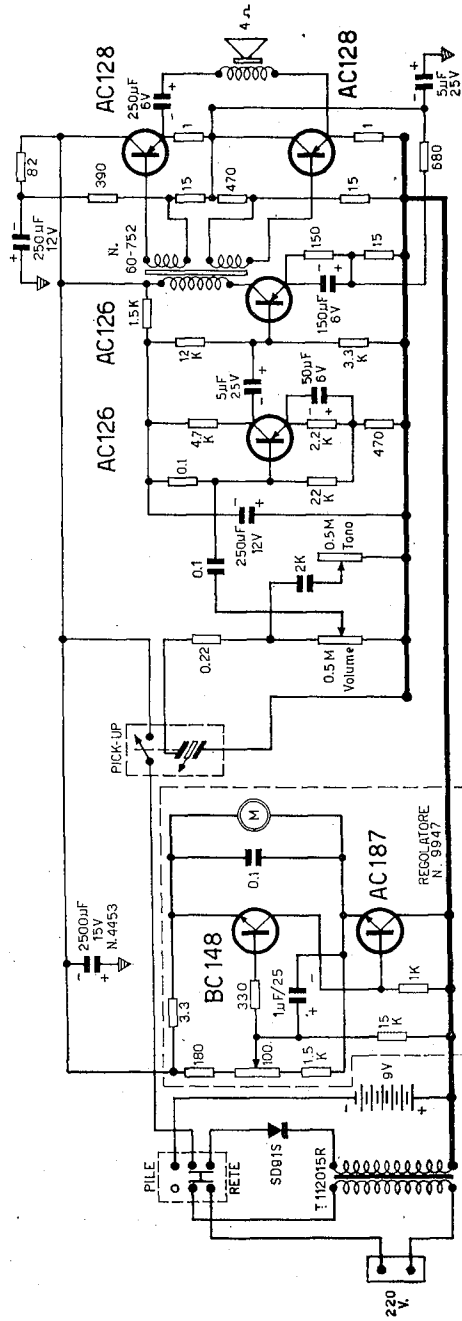 220
V.
PILE
RETE
SD91S
T112015R
9V
-
+
2500µF
15V
N.4453
-
+
3.3
180
100
1.5
K
BC148
330
1µF/25
+
-
15
K
1K
0.1
M
AC187
REGOLATORE
N. 9947
PICK-UP
0.22
0.5M
Volume
0.1
2K
0.5M
Tono
250µF
12V
-
+
0.1
22
K
AC126
4.7
K
2.2
K
50µF
6V
-
+
470
5µF
25V
-
+
AC126
1.5K
12
K
3.3
K
150µF
6V
-
+
150
15
N.
60-752
250µF
12V
-
+
82
390
15
470
15
AC128
250µF
6V
-
+
1
4 Ω
AC128
1
680
5µF
25V
-
+